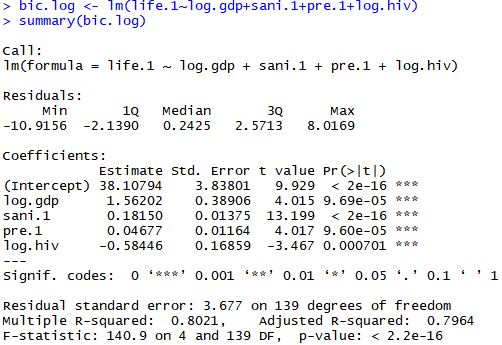 > bic.log <- lm(life.1~log.gdp+sani.1+pre.1+log.hiv)
> summary(bic.log)
Call:
lm(formula = life.1 ~ log.gdp + sani.1 + pre.1 + log.hiv)
Residuals:
Min 1Q Median 3Q Max
-10.9156 -2.1390 0.2425 2.5713 8.0169
Coefficients:
Estimate Std. Error t value Pr(>|t|)
(Intercept) 38.10794 3.83801 9.929 < 2e-16 ***
log.gdp 1.56202 0.38906 4.015 9.69e-05 ***
sani.1 0.18150 0.01375 13.199 < 2e-16 ***
pre.1 0.04677 0.01164 4.017 9.60e-05 ***
log.hiv -0.58446 0.16859 -3.467 0.000701 ***
---
Signif. codes: 0 ‘***’ 0.001 ‘**’ 0.01 ‘*’ 0.05 ‘.’ 0.1 ‘ ’ 1
Residual standard error: 3.677 on 139 degrees of freedom
Multiple R-squared: 0.8021, Adjusted R-squared: 0.7964
F-statistic: 140.9 on 4 and 139 DF, p-value: < 2.2e-16